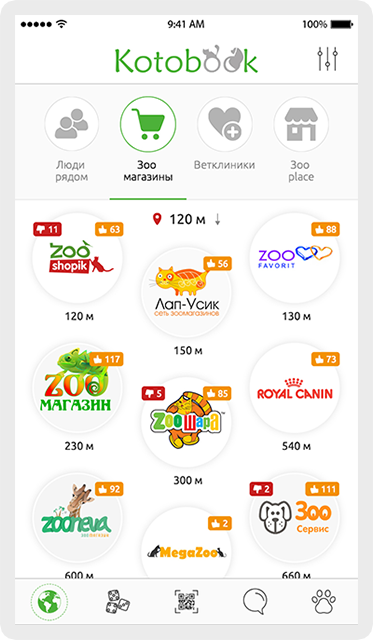 9:41 AM
100%
Kotobook
Люди
рядом
Зоо
магазины
Ветклиники
Зоо
place
120 м
11
63
zoo
shopik
120 м
56
Лап-Усик
сеть зоомагазинов
150 м
88
ZOO
FAVORIT
130 м
117
ZOO
МАГАЗИН
230 м
5
85
Zoo шара
TM
300 м
73
ROYAL CANIN
540 м
92
zooneva
600 м
2
MegaZoo
2
111
Зоо
Сервис
660 м